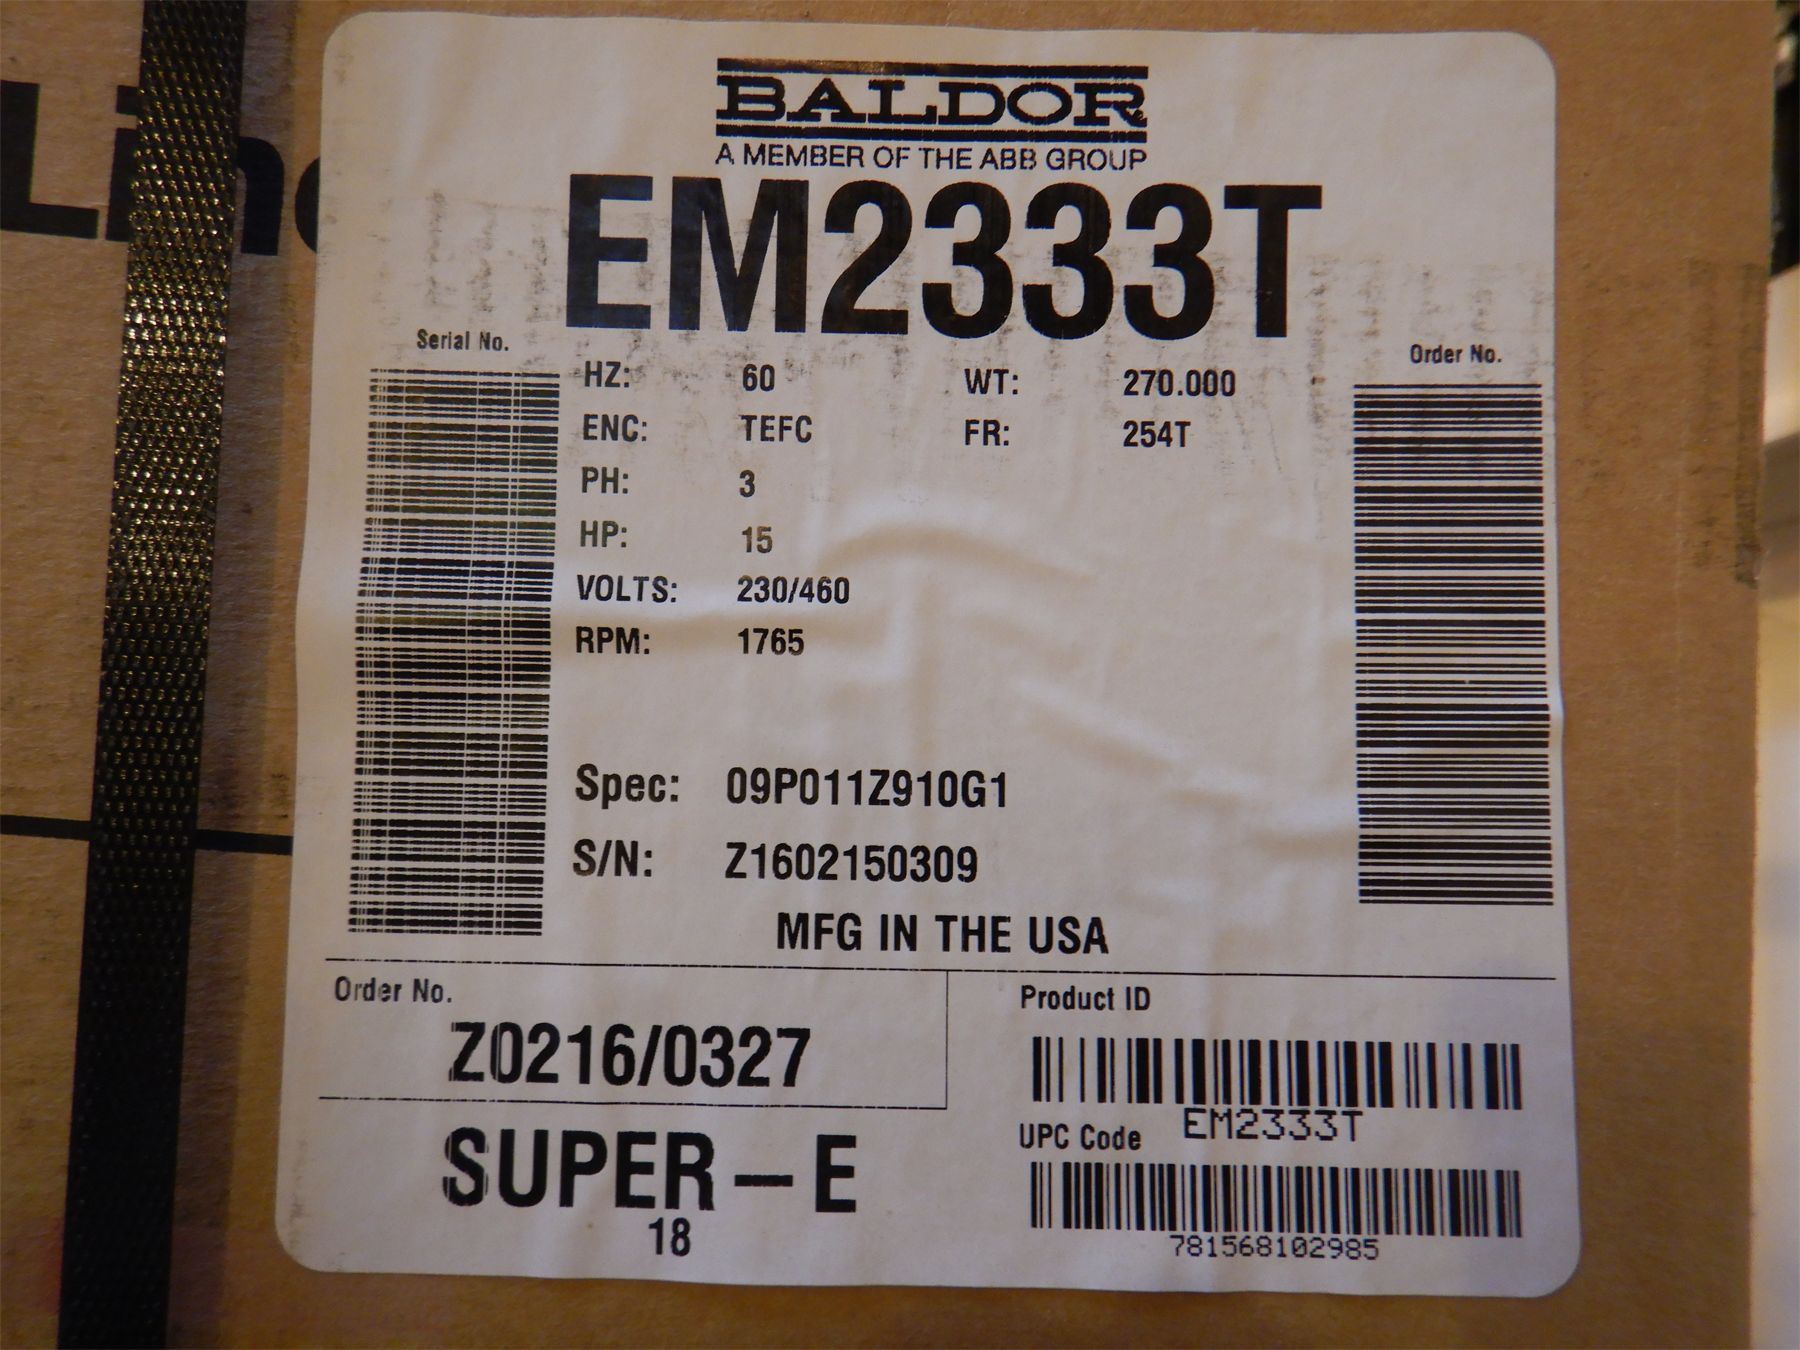 BALDOR
A MEMBER OF THE ABB GROUP
EM2333T
Serial No.
Order No.
HZ: 60 WT: 270.000
ENC: TEFC FR: 254T
PH: 3
HP: 15
VOLTS: 230/460
RPM: 1765
Spec: 09P011Z910G1
S/N: Z1602150309
MFG IN THE USA
Order No.
Z0216/0327
SUPER – E
18
Product ID
EM2333T
UPC Code
781568102985